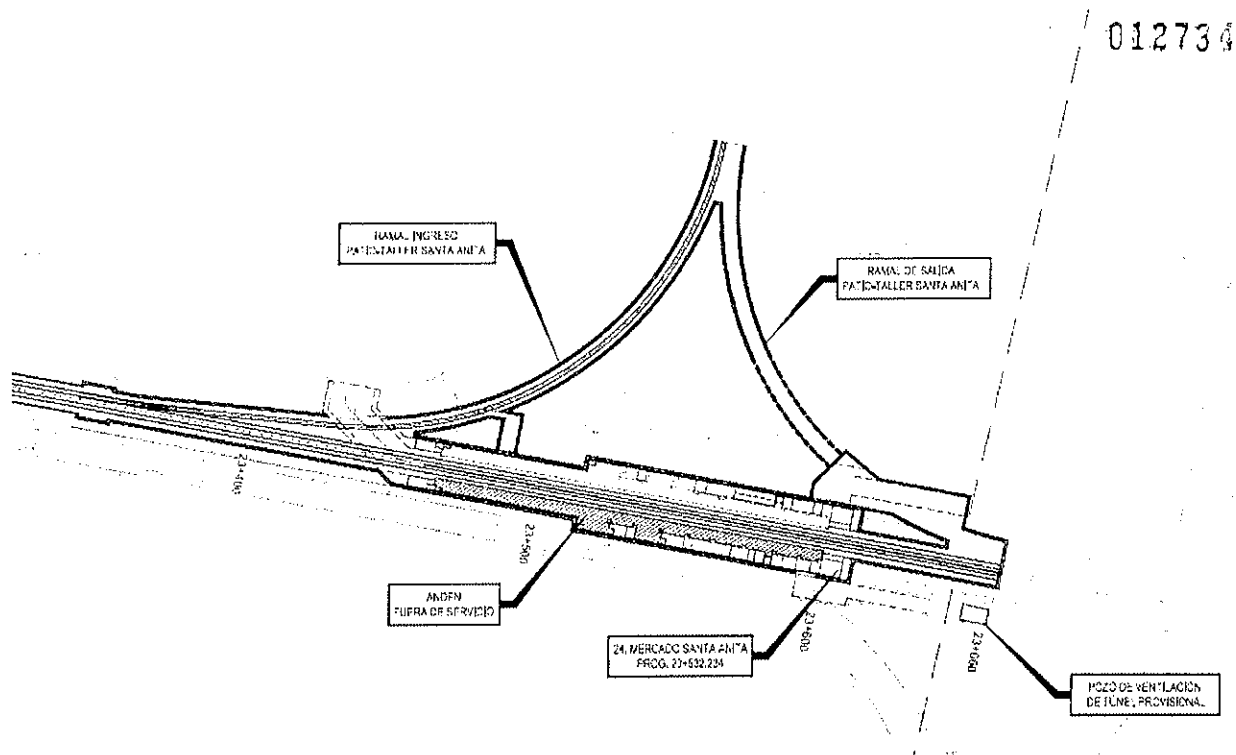 012734
RAMAL INGRESO
PATIO-TALLER SANTA ANITA
RAMAL DE SALIDA
PATIO-TALLER SANTA ANITA
23+400
23+500
ANDEN
FUERA DE SERVICIO
24. MERCADO SANTA ANITA
PROG. 23+532.234
23+600
23+660
POZO DE VENTILACIÓN
DE TÚNEL PROVISIONAL